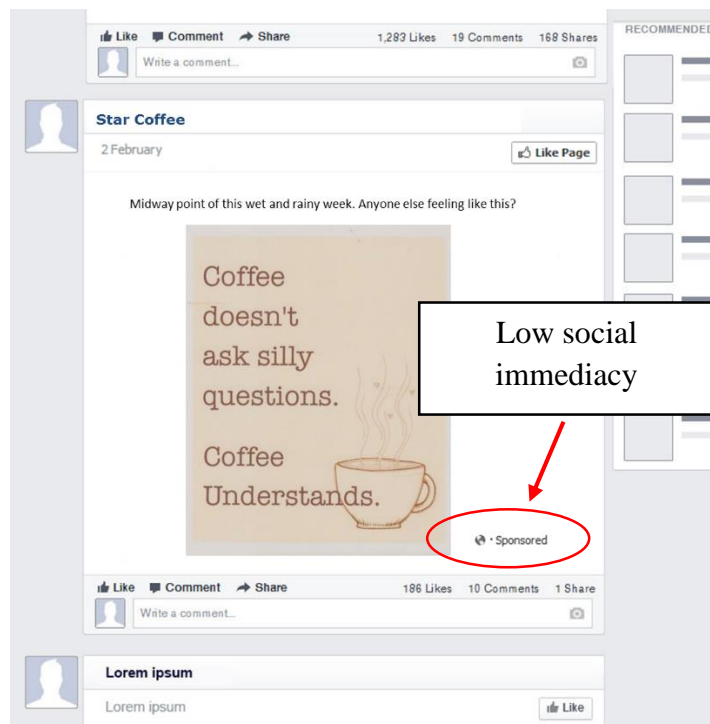 Like Comment Share 1,283 Likes 19 Comments 168 Shares
Write a comment...
RECOMMENDED
Star Coffee
2 February
Like Page
Midway point of this wet and rainy week. Anyone else feeling like this?
Coffee
doesn't
ask silly
questions.
Coffee
Understands.
Low social
immediacy
· Sponsored
Like Comment Share 186 Likes 10 Comments 1 Share
Write a comment...
Lorem ipsum
Lorem ipsum
Like